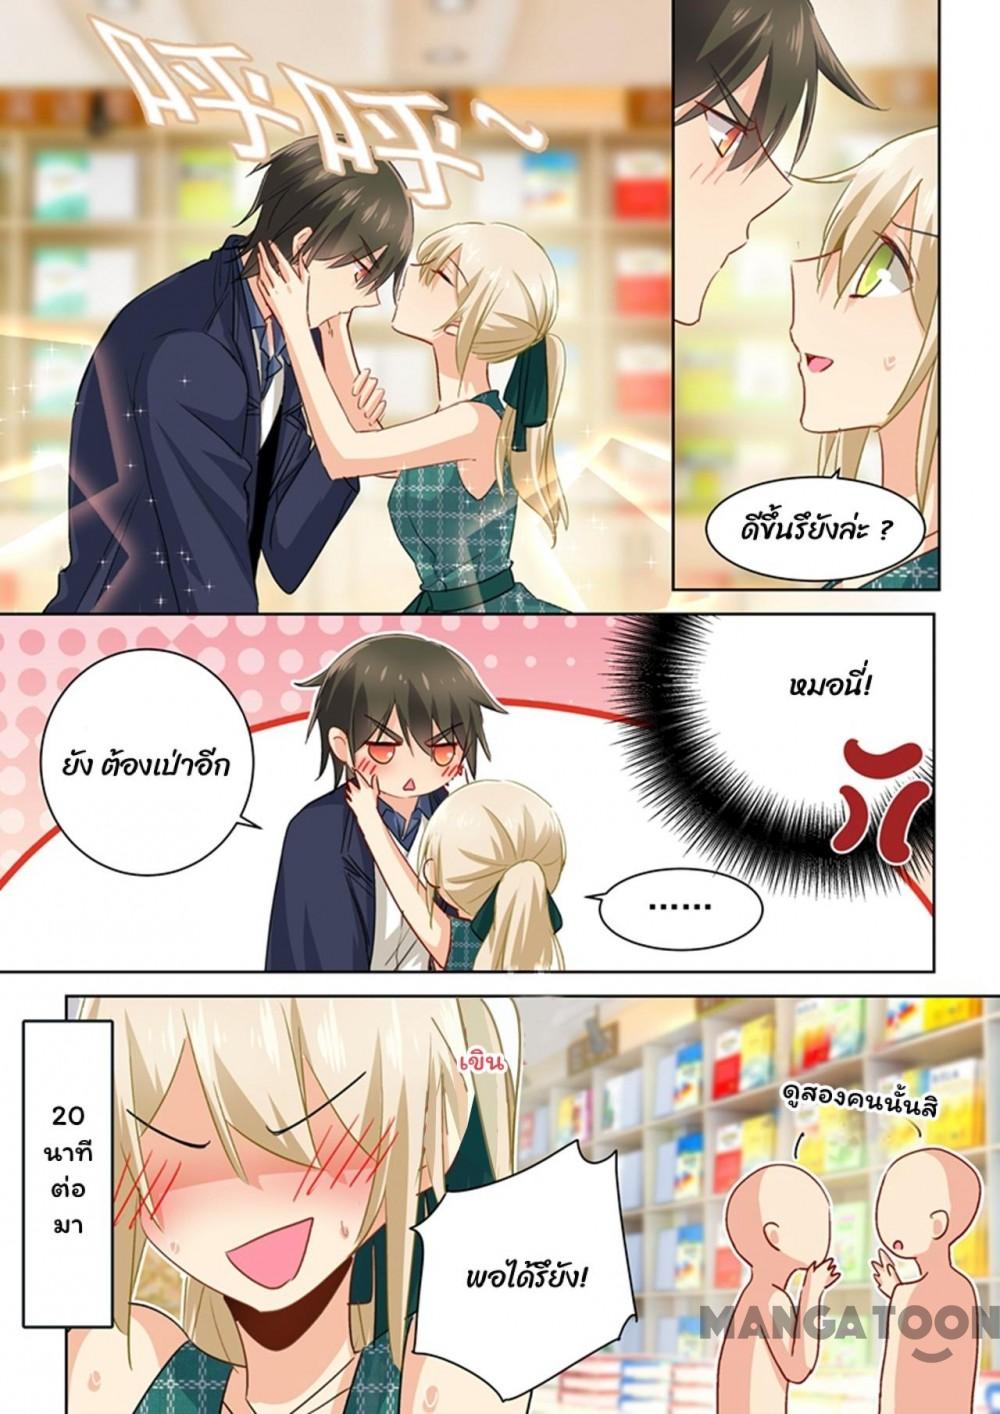 呼呼~
ดีขึ้นรึยังล่ะ ?
หมอนี่!
ยัง ต้องเป่าอีก
......
20
นาที
ต่อ
มา
เขิน
ดูสองคนนั้นสิ
พอได้รึยัง!
MANGATOON